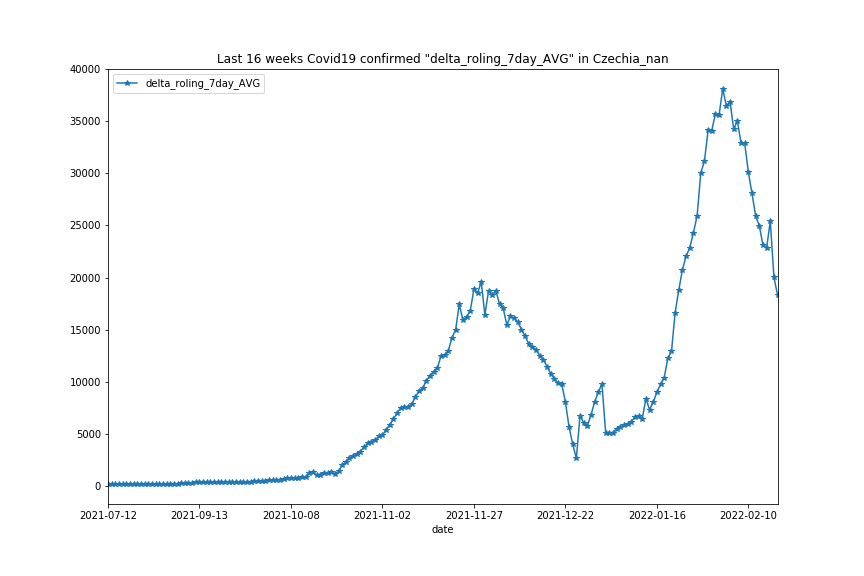 Last 16 weeks Covid19 confirmed "delta_roling_7day_AVG" in Czechia_nan
delta_roling_7day_AVG
40000
35000
30000
25000
20000
15000
10000
5000
0
2021-07-12 2021-09-13 2021-10-08 2021-11-02 2021-11-27 2021-12-22 2022-01-16 2022-02-10
date